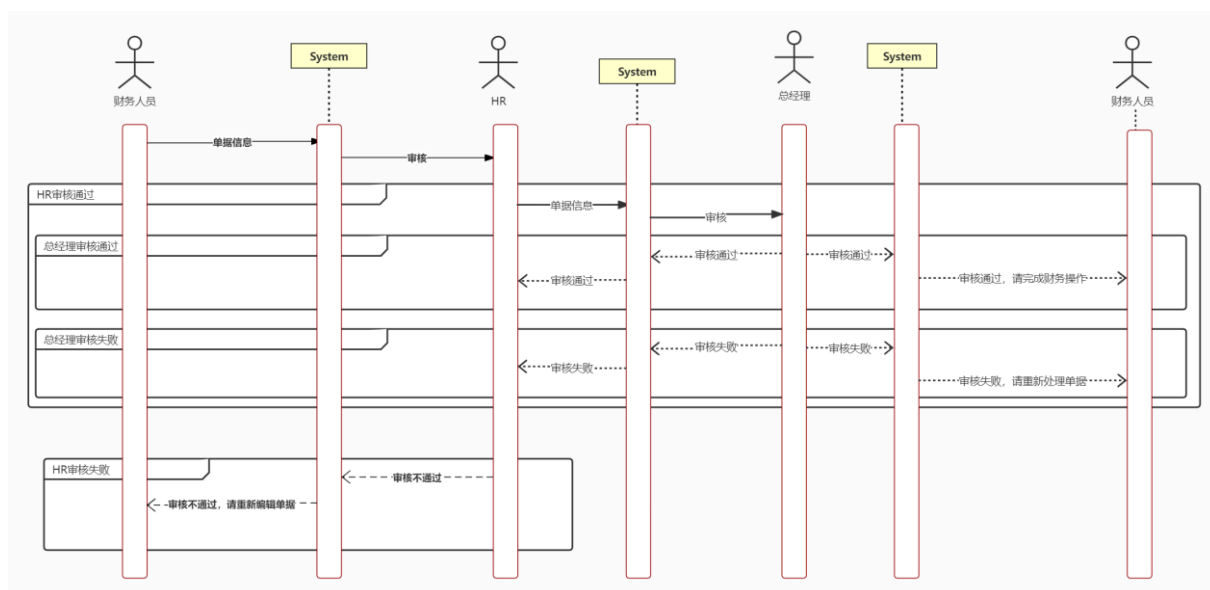 System
System
System
财务人员
HR
总经理
财务人员
单据信息
审核
HR审核通过
单据信息
审核
总经理审核通过
审核通过
审核通过
审核通过
审核通过，请完成财务操作
总经理审核失败
审核失败
审核失败
审核失败
审核失败，请重新处理单据
HR审核失败
审核不通过
审核不通过，请重新编辑单据